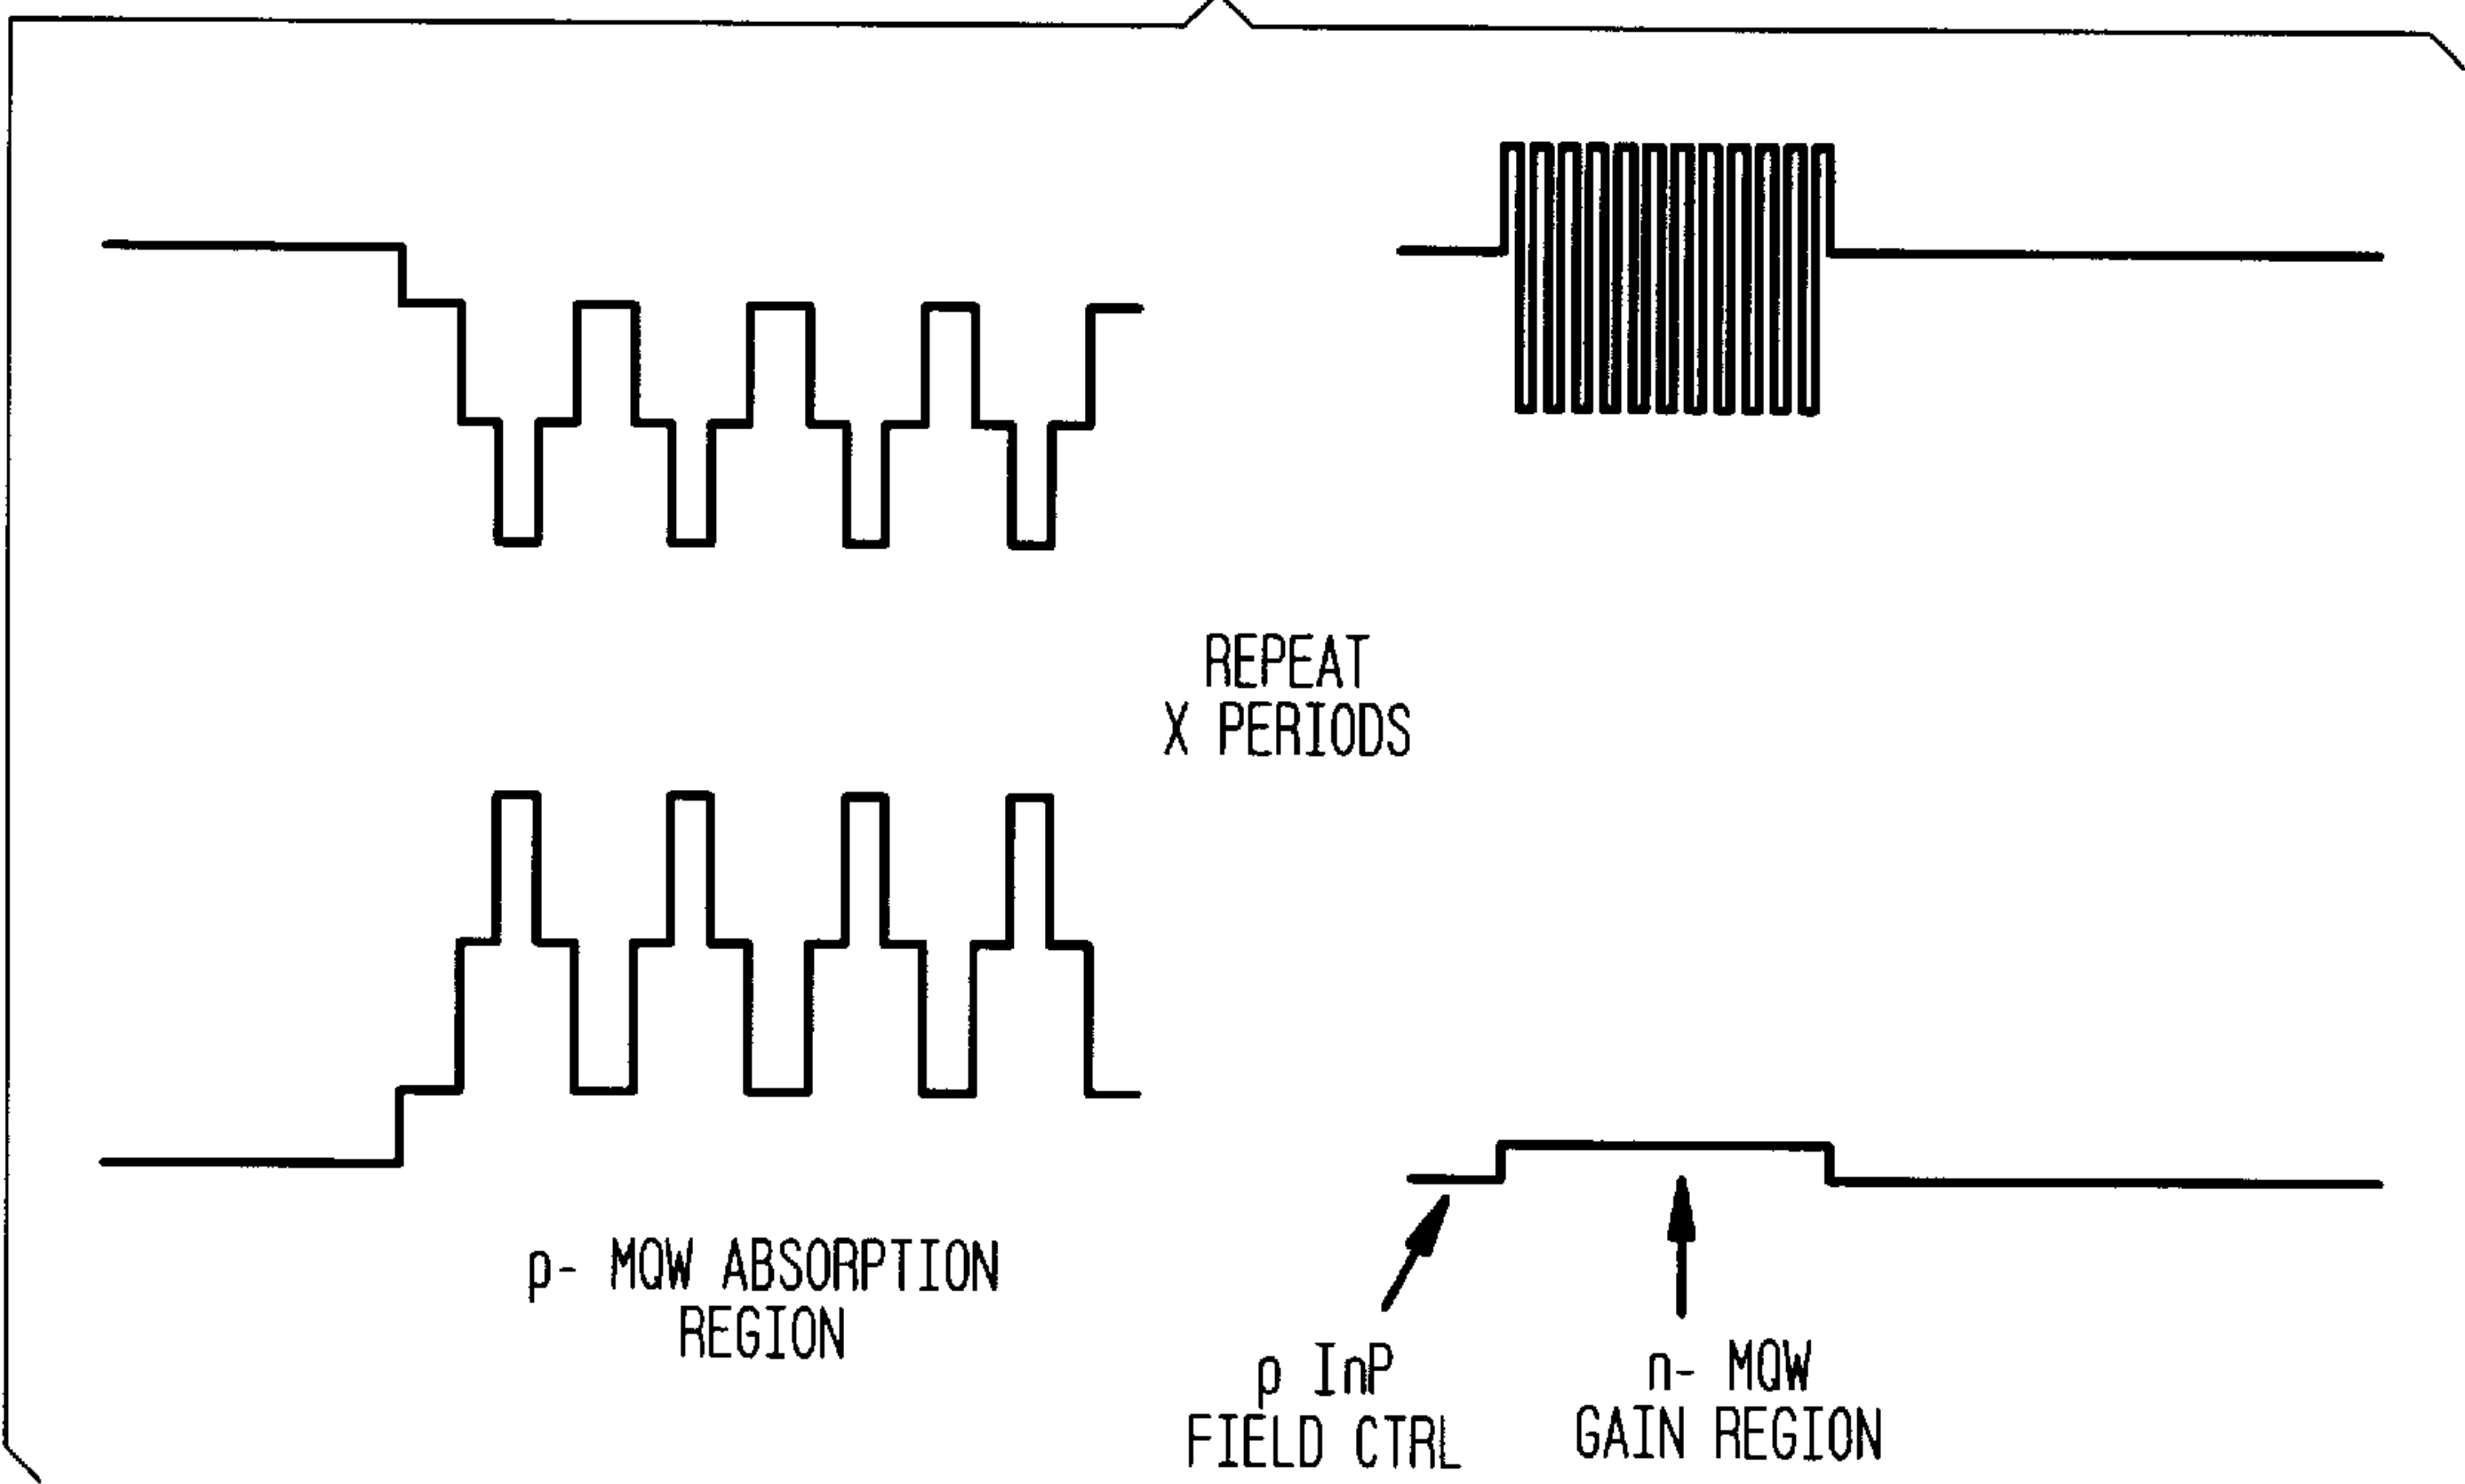 REPEAT
X PERIODS
p- MQW ABSORPTION
REGION
p InP
FIELD CTRL
n- MQW
GAIN REGION